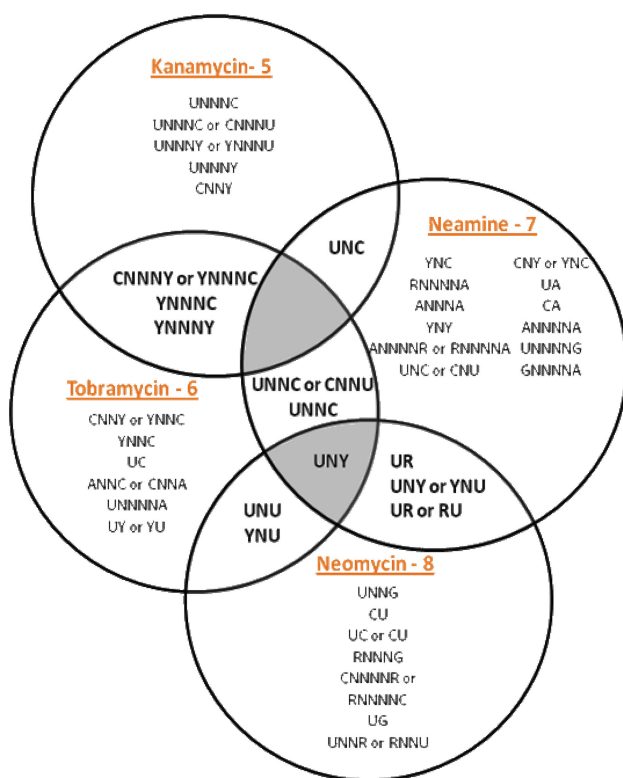 Kanamycin- 5
UNNNC
UNNNC or CNNNU
UNNNY or YNNNU
UNNNY
CNNY
UNC
CNNNY or YNNNC
YNNNC
YNNNY
Neamine - 7
YNC
RNNNNA
ANNNA
YNY
ANNNNR or RNNNNA
UNC or CNU
CNY or YNC
UA
CA
ANNNNA
UNNNNG
GNNNNA
UNNC or CNNU
UNNC
Tobramycin - 6
CNNY or YNNC
YNNC
UC
ANNC or CNNA
UNNNNA
UY or YU
UNY
UR
UNY or YNU
UR or RU
UNU
YNU
Neomycin - 8
UNNG
CU
UC or CU
RNNNG
CNNNNR or
RNNNNC
UG
UNNR or RNNU